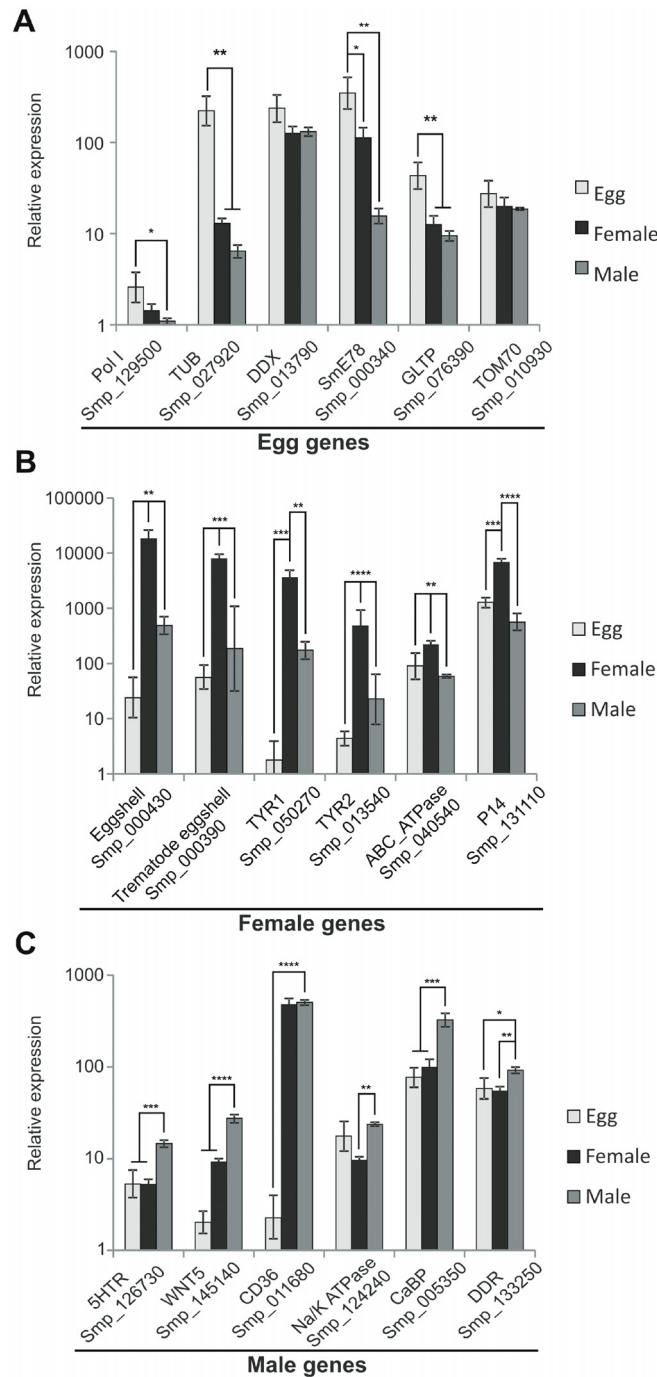 A
Relative expression
1000
100
10
1
**
*
**
*
**
Egg
Female
Male
Pol I
Smp_129500
TUB
Smp_027920
DDX
Smp_013790
SmE78
Smp_000340
GLTP
Smp_076390
TOM70
Smp_010930
Egg genes
B
Relative expression
100000
10000
1000
100
10
1
**
***
***
**
****
**
***
****
Egg
Female
Male
Eggshell
Smp_000430
Trematode eggshell
Smp_000390
TYR1
Smp_050270
TYR2
Smp_013540
ABC_ATPase
Smp_040540
P14
Smp_131110
Female genes
C
Relative expression
1000
100
10
1
***
****
****
**
***
*
**
Egg
Female
Male
5HTR
Smp_126730
WNT5
Smp_145140
CD36
Smp_011680
Na/K ATPase
Smp_124240
CaBP
Smp_005350
DDR
Smp_133250
Male genes